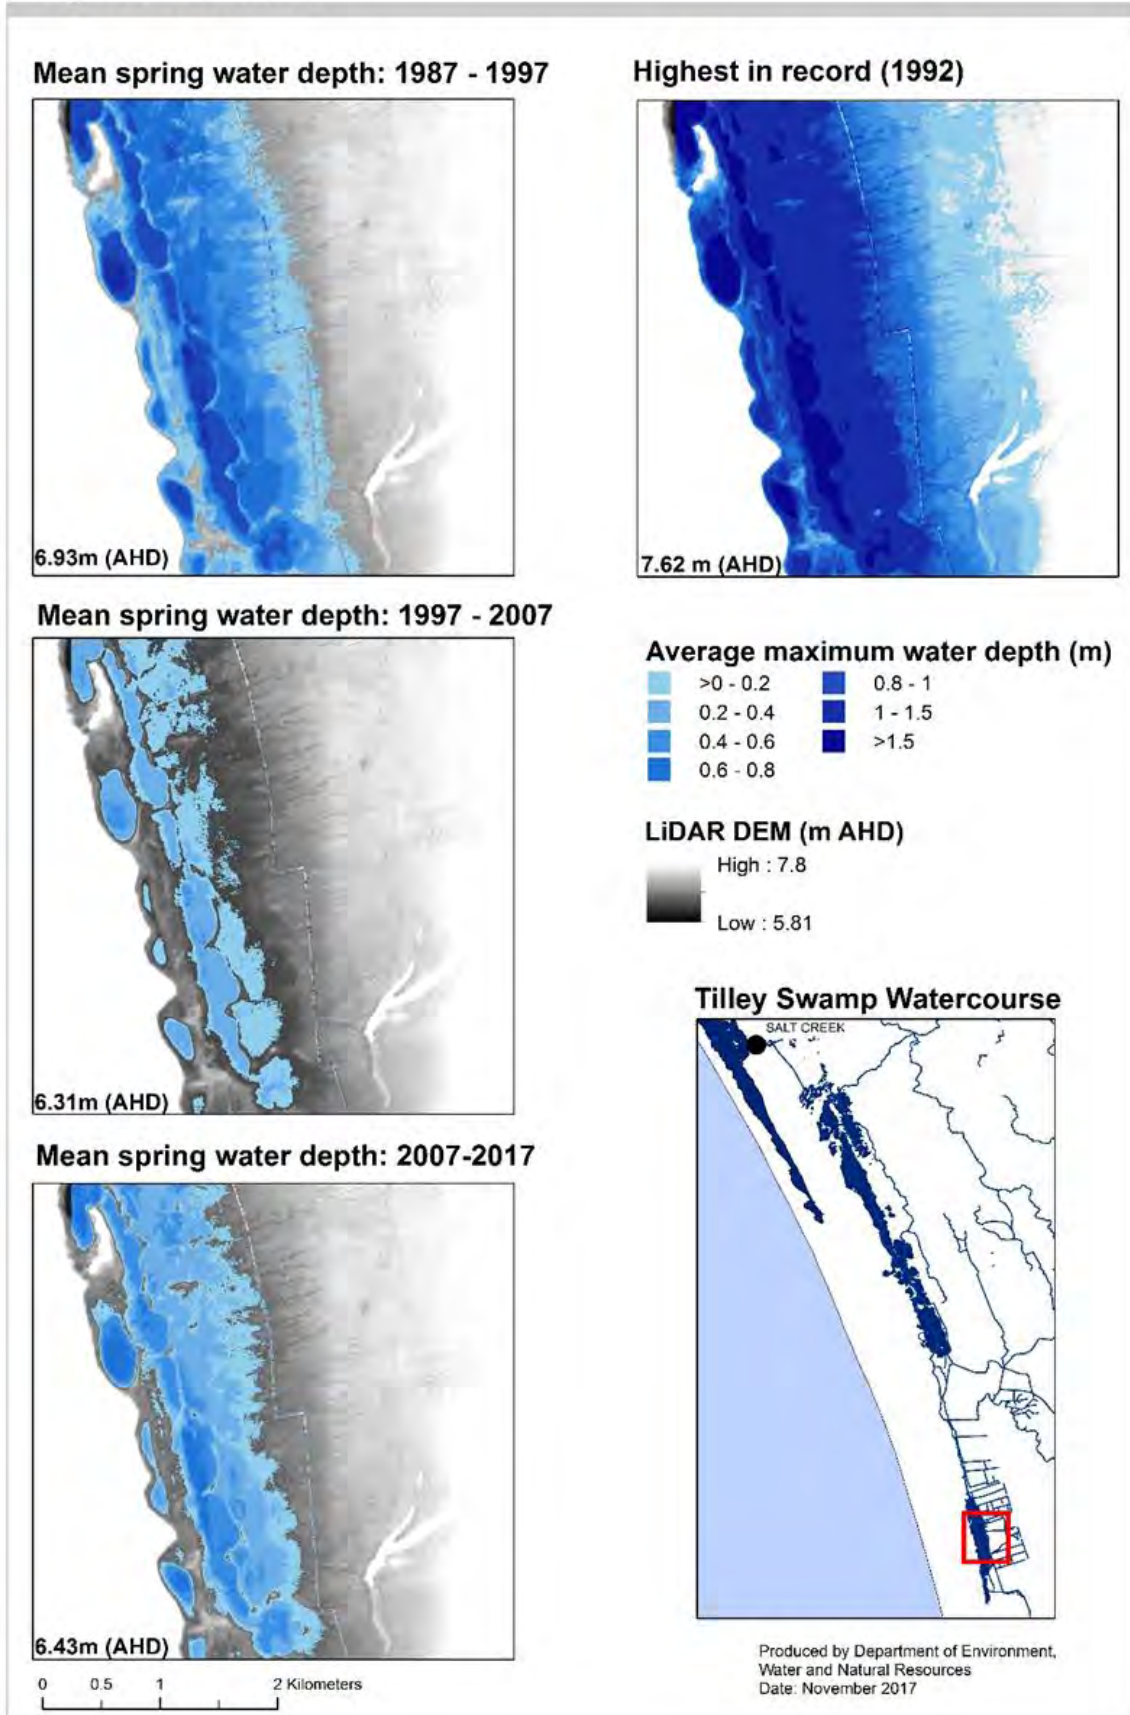 Mean spring water depth: 1987 - 1997
Highest in record (1992)
6.93m (AHD)
7.62 m (AHD)
Mean spring water depth: 1997 - 2007
6.31m (AHD)
Mean spring water depth: 2007-2017
6.43m (AHD)
0 0.5 1 2 Kilometers
Average maximum water depth (m)
>0 - 0.2
0.2 - 0.4
0.4 - 0.6
0.6 - 0.8
0.8 - 1
1 - 1.5
>1.5
LiDAR DEM (m AHD)
High : 7.8
Low : 5.81
Tilley Swamp Watercourse
SALT CREEK
Produced by Department of Environment,
Water and Natural Resources
Date: November 2017